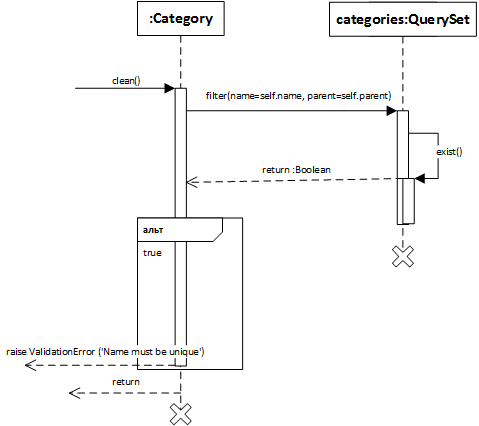 :Category
categories:QuerySet
clean()
filter(name=self.name, parent=self.parent)
exist()
return :Boolean
альт
true
raise ValidationError ('Name must be unique')
return